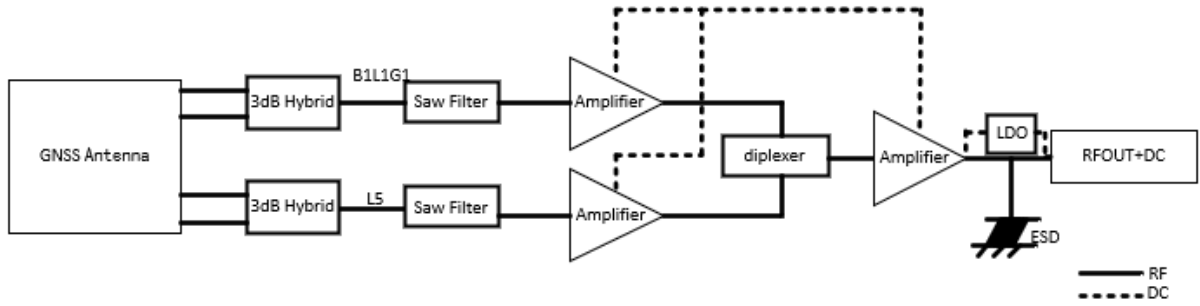 GNSS Antenna
3dB Hybrid
B1L1G1
Saw Filter
Amplifier
3dB Hybrid
L5
Saw Filter
Amplifier
diplexer
Amplifier
LDO
RFOUT+DC
ESD
RF
DC